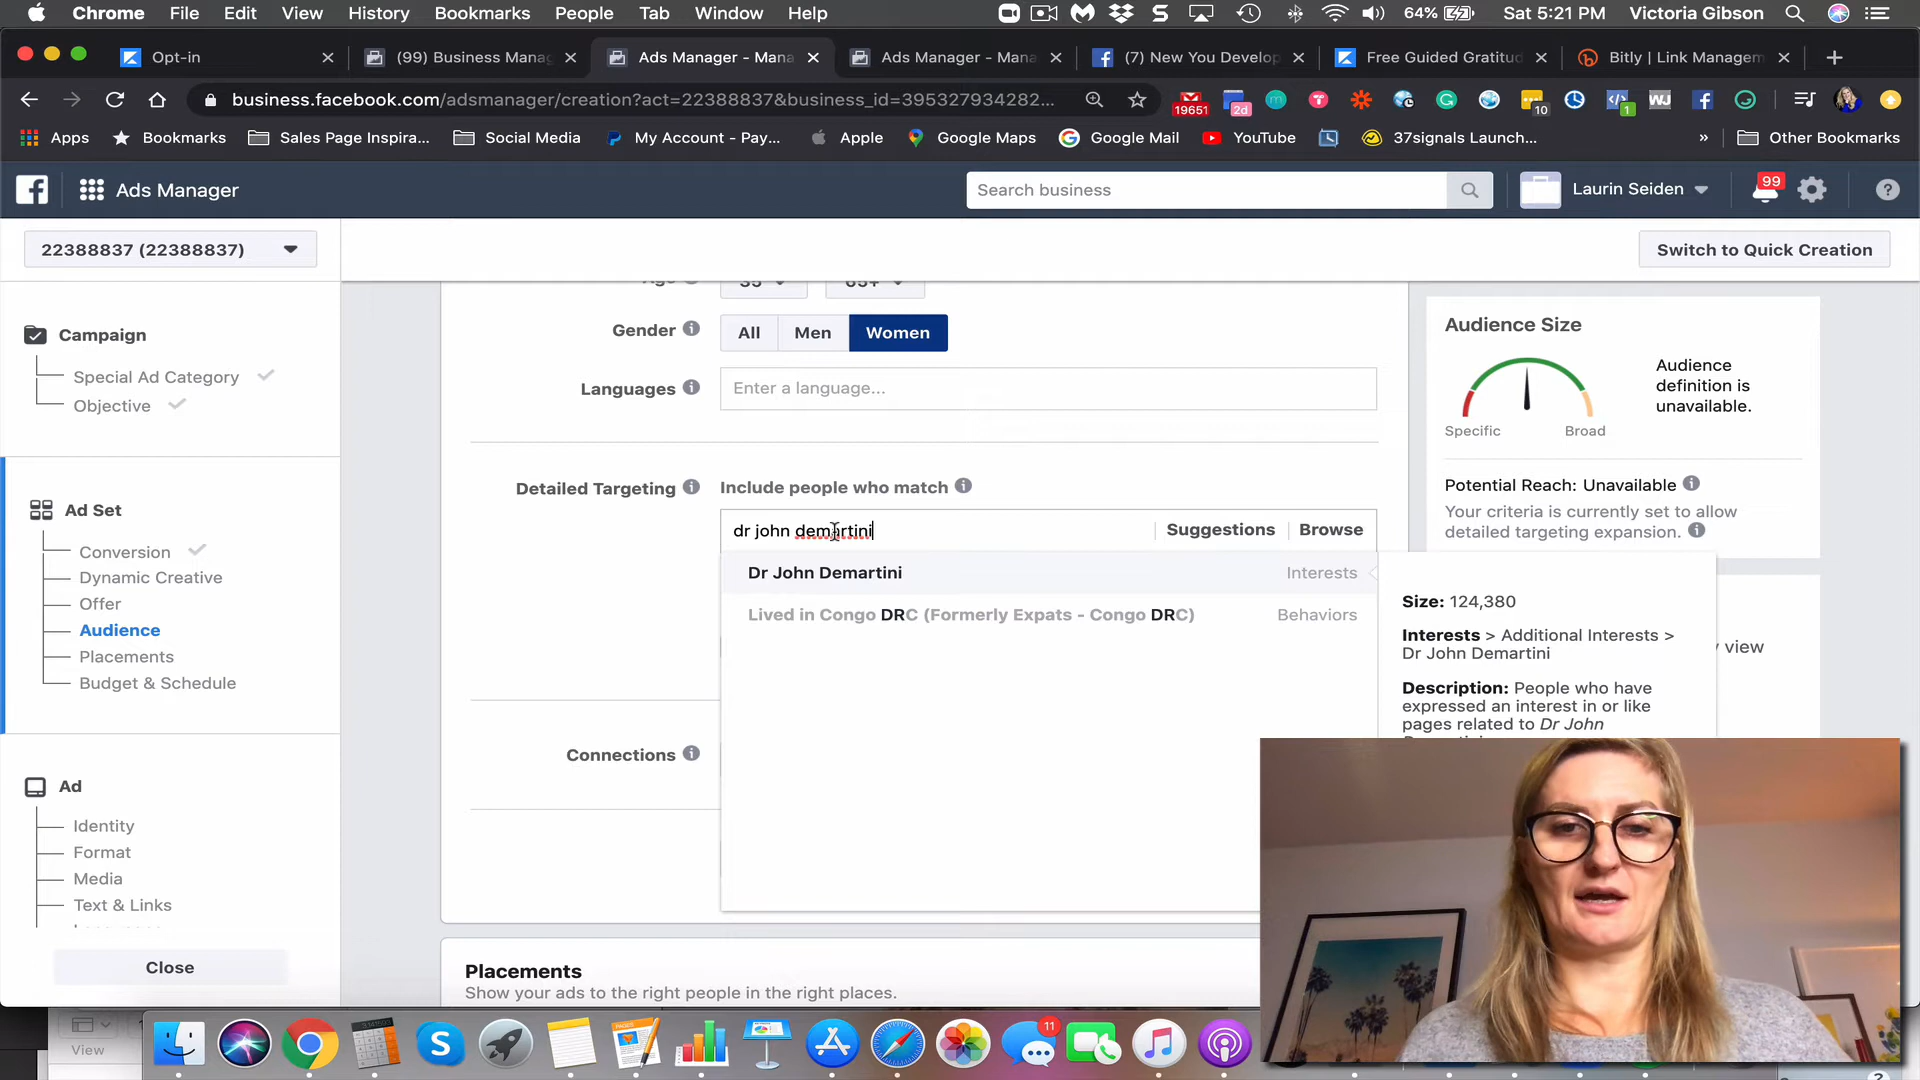 Chrome File Edit View History Bookmarks People Tab Window Help 64% Sat 5:21 PM Victoria Gibson
Opt-in (99) Business Mana Ads Manager - Mana Ads Manager - Mana (7) New You Develop Free Guided Gratitud Bitly | Link Managem
business.facebook.com/adsmanager/creation?act=22388837&business_id=395327934282... 19651 2d 10 1
Apps Bookmarks Sales Page Inspira... Social Media My Account - Pay... Apple Google Maps Google Mail YouTube 37signals Launch... » Other Bookmarks
Ads Manager Search business Laurin Seiden 99
22388837 (22388837) Switch to Quick Creation
Campaign
Special Ad Category
Objective
Ad Set
Conversion
Dynamic Creative
Offer
Audience
Placements
Budget & Schedule
Ad
Identity
Format
Media
Text & Links
Close
Age 35 65+
Gender All Men Women
Languages Enter a language...
Detailed Targeting Include people who match
dr john demartini Suggestions Browse
Dr John Demartini Interests
Lived in Congo DRC (Formerly Expats - Congo DRC) Behaviors
Connections
Placements
Show your ads to the right people in the right places.
Audience Size
Specific Broad
Audience
definition is
unavailable.
Potential Reach: Unavailable
Your criteria is currently set to allow
detailed targeting expansion.
Size: 124,380
Interests > Additional Interests >
Dr John Demartini
Description: People who have
expressed an interest in or like
pages related to Dr John
view
View
11